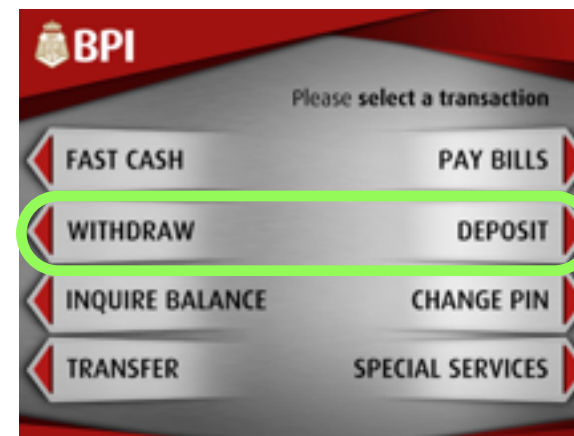 BPI
Please select a transaction
FAST CASH PAY BILLS
WITHDRAW DEPOSIT
INQUIRE BALANCE CHANGE PIN
TRANSFER SPECIAL SERVICES